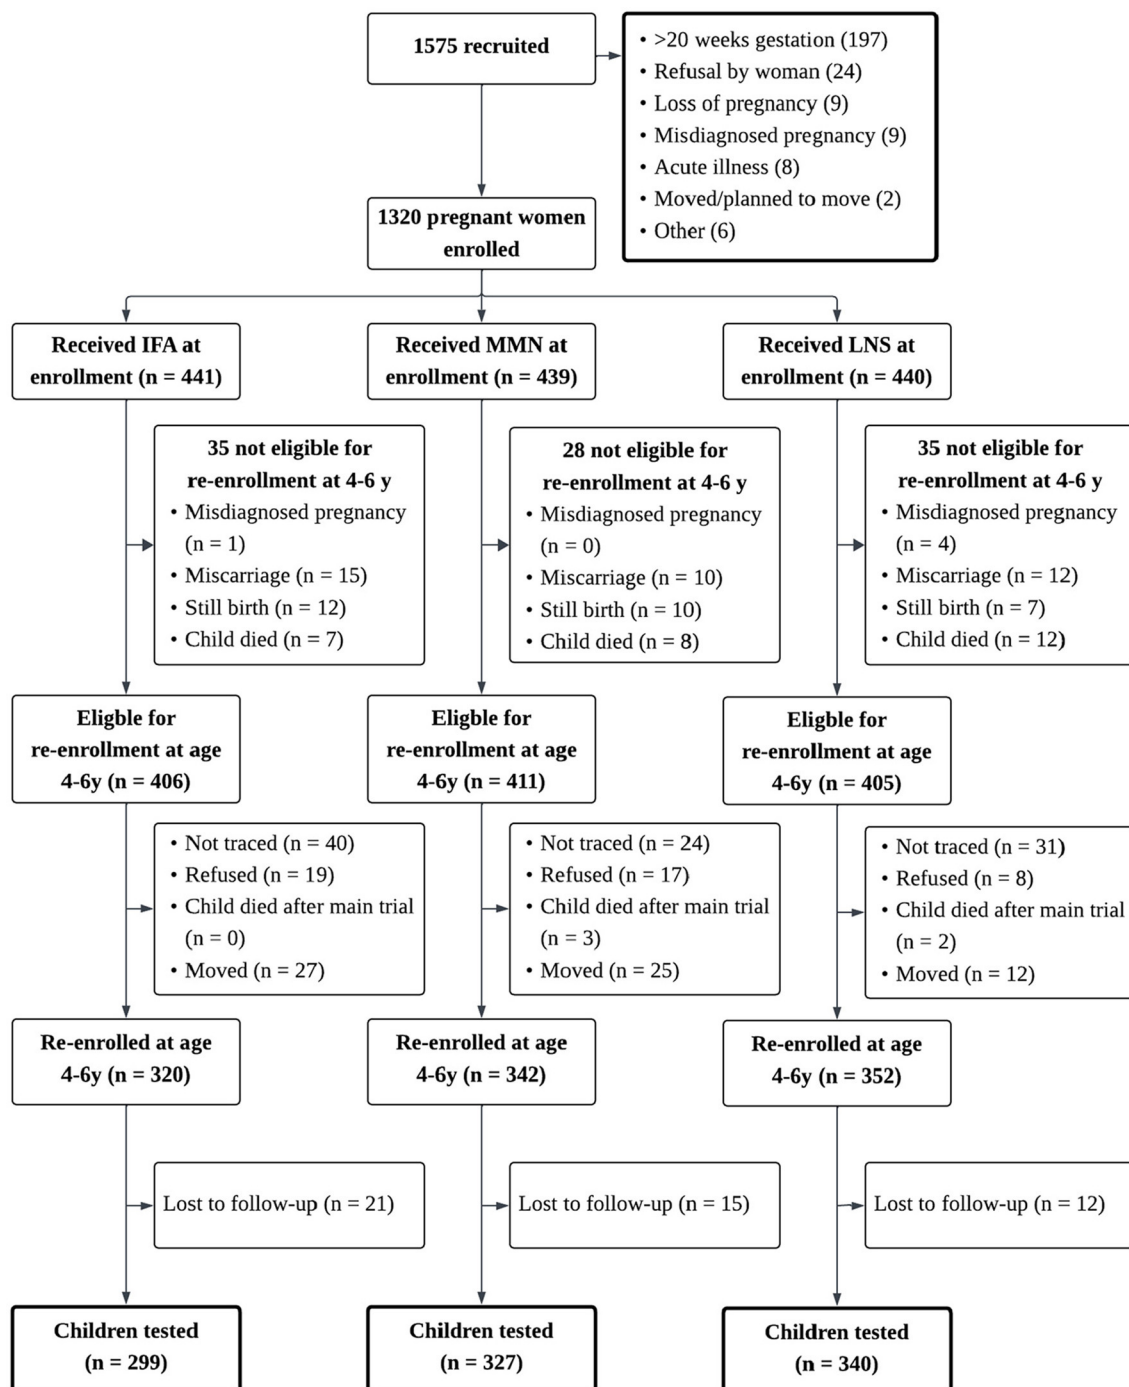 1575 recruited
• >20 weeks gestation (197)
• Refusal by woman (24)
• Loss of pregnancy (9)
• Misdiagnosed pregnancy (9)
• Acute illness (8)
• Moved/planned to move (2)
• Other (6)
1320 pregnant women
enrolled
Received IFA at
enrollment (n = 441)
Received MMN at
enrollment (n = 439)
Received LNS at
enrollment (n = 440)
35 not eligible for
re-enrollment at 4-6 y
• Misdiagnosed pregnancy
(n = 1)
• Miscarriage (n = 15)
• Still birth (n = 12)
• Child died (n = 7)
28 not eligible for
re-enrollment at 4-6 y
• Misdiagnosed pregnancy
(n = 0)
• Miscarriage (n = 10)
• Still birth (n = 10)
• Child died (n = 8)
35 not eligible for
re-enrollment at 4-6 y
• Misdiagnosed pregnancy
(n = 4)
• Miscarriage (n = 12)
• Still birth (n = 7)
• Child died (n = 12)
Eligble for
re-enrollment at age
4-6y (n = 406)
Eligble for
re-enrollment at age
4-6y (n = 411)
Eligble for
re-enrollment at age
4-6y (n = 405)
• Not traced (n = 40)
• Refused (n = 19)
• Child died after main trial
(n = 0)
• Moved (n = 27)
• Not traced (n = 24)
• Refused (n = 17)
• Child died after main trial
(n = 3)
• Moved (n = 25)
• Not traced (n = 31)
• Refused (n = 8)
• Child died after main trial
(n = 2)
• Moved (n = 12)
Re-enrolled at age
4-6y (n = 320)
Re-enrolled at age
4-6y (n = 342)
Re-enrolled at age
4-6y (n = 352)
Lost to follow-up (n = 21)
Lost to follow-up (n = 15)
Lost to follow-up (n = 12)
Children tested
(n = 299)
Children tested
(n = 327)
Children tested
(n = 340)